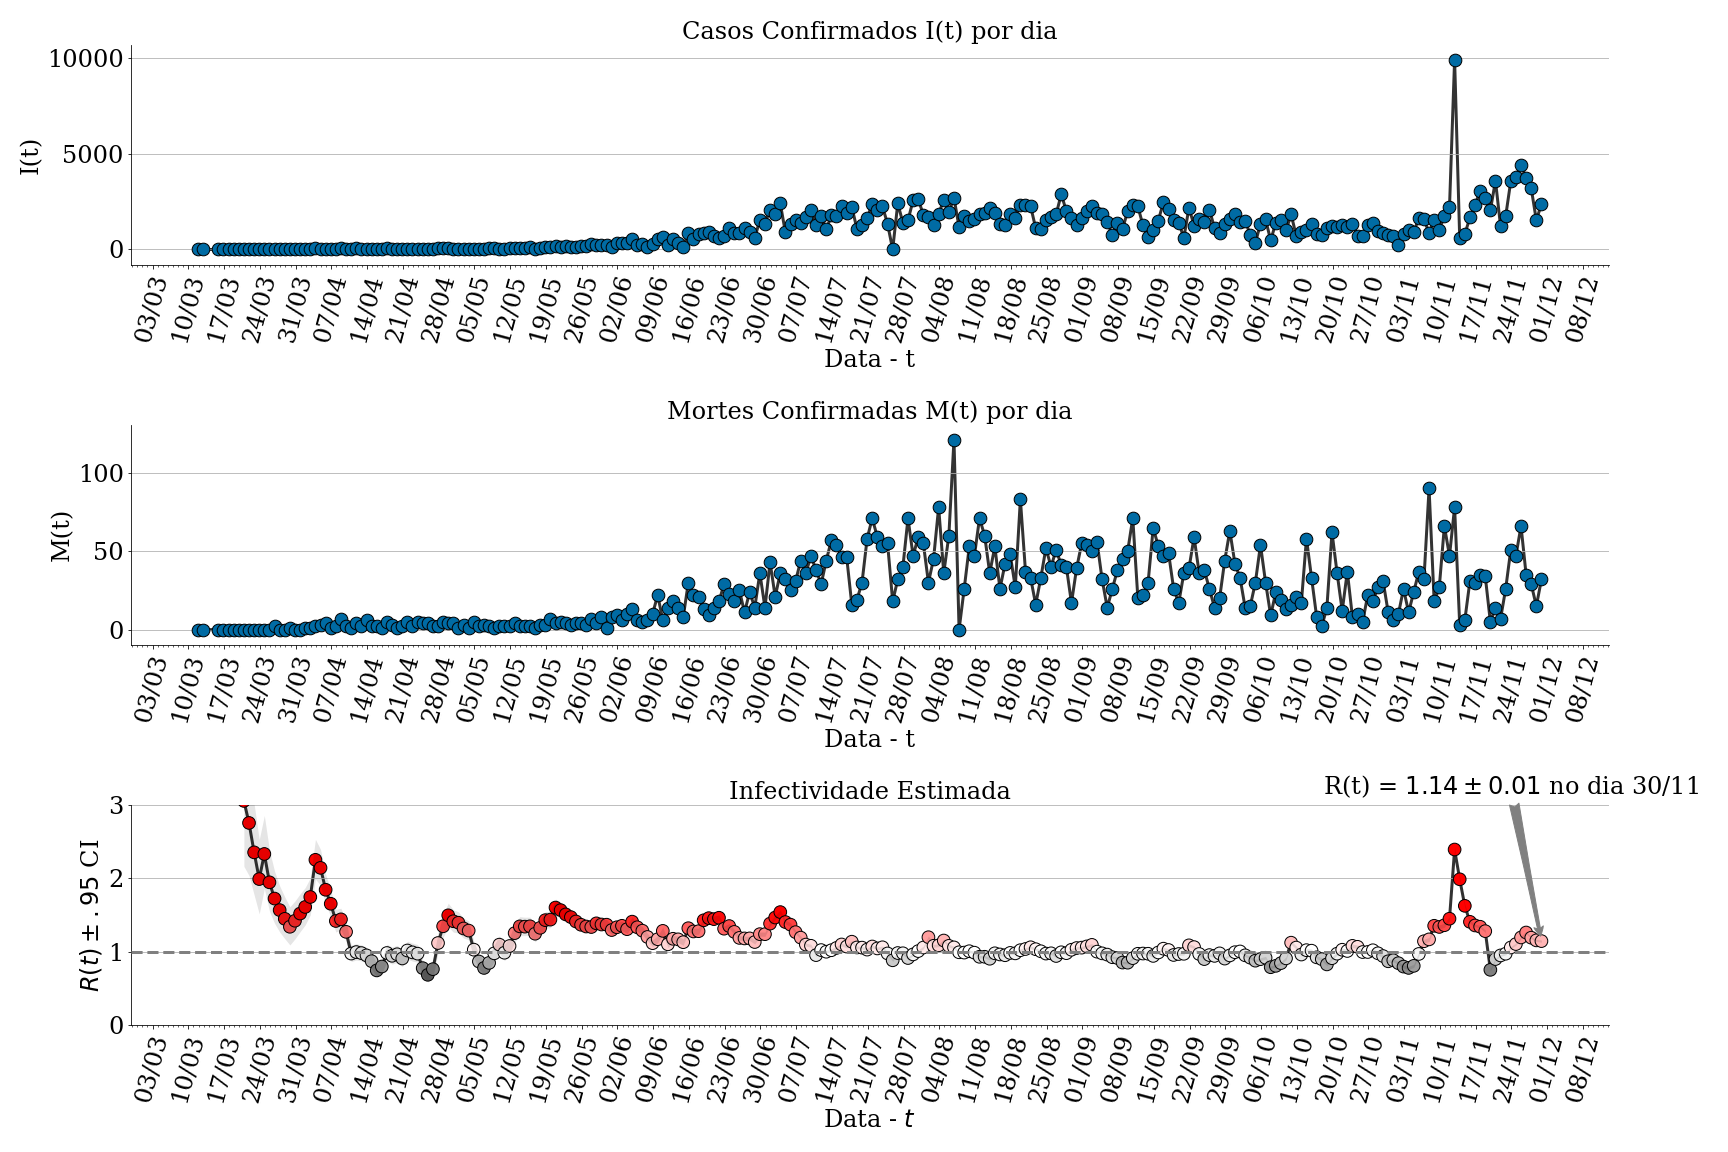 Casos Confirmados I(t) por dia
10000
5000
0
I(t)
03/03 10/03 17/03 24/03 31/03 07/04 14/04 21/04 28/04 05/05 12/05 19/05 26/05 02/06 09/06 16/06 23/06 30/06 07/07 14/07 21/07 28/07 04/08 11/08 18/08 25/08 01/09 08/09 15/09 22/09 29/09 06/10 13/10 20/10 27/10 03/11 10/11 17/11 24/11 01/12 08/12
Data - t
Mortes Confirmadas M(t) por dia
100
50
0
M(t)
03/03 10/03 17/03 24/03 31/03 07/04 14/04 21/04 28/04 05/05 12/05 19/05 26/05 02/06 09/06 16/06 23/06 30/06 07/07 14/07 21/07 28/07 04/08 11/08 18/08 25/08 01/09 08/09 15/09 22/09 29/09 06/10 13/10 20/10 27/10 03/11 10/11 17/11 24/11 01/12 08/12
Data - t
Infectividade Estimada
R(t) = 1.14 ± 0.01 no dia 30/11
3
2
1
0
R(t) ± .95 CI
03/03 10/03 17/03 24/03 31/03 07/04 14/04 21/04 28/04 05/05 12/05 19/05 26/05 02/06 09/06 16/06 23/06 30/06 07/07 14/07 21/07 28/07 04/08 11/08 18/08 25/08 01/09 08/09 15/09 22/09 29/09 06/10 13/10 20/10 27/10 03/11 10/11 17/11 24/11 01/12 08/12
Data - t